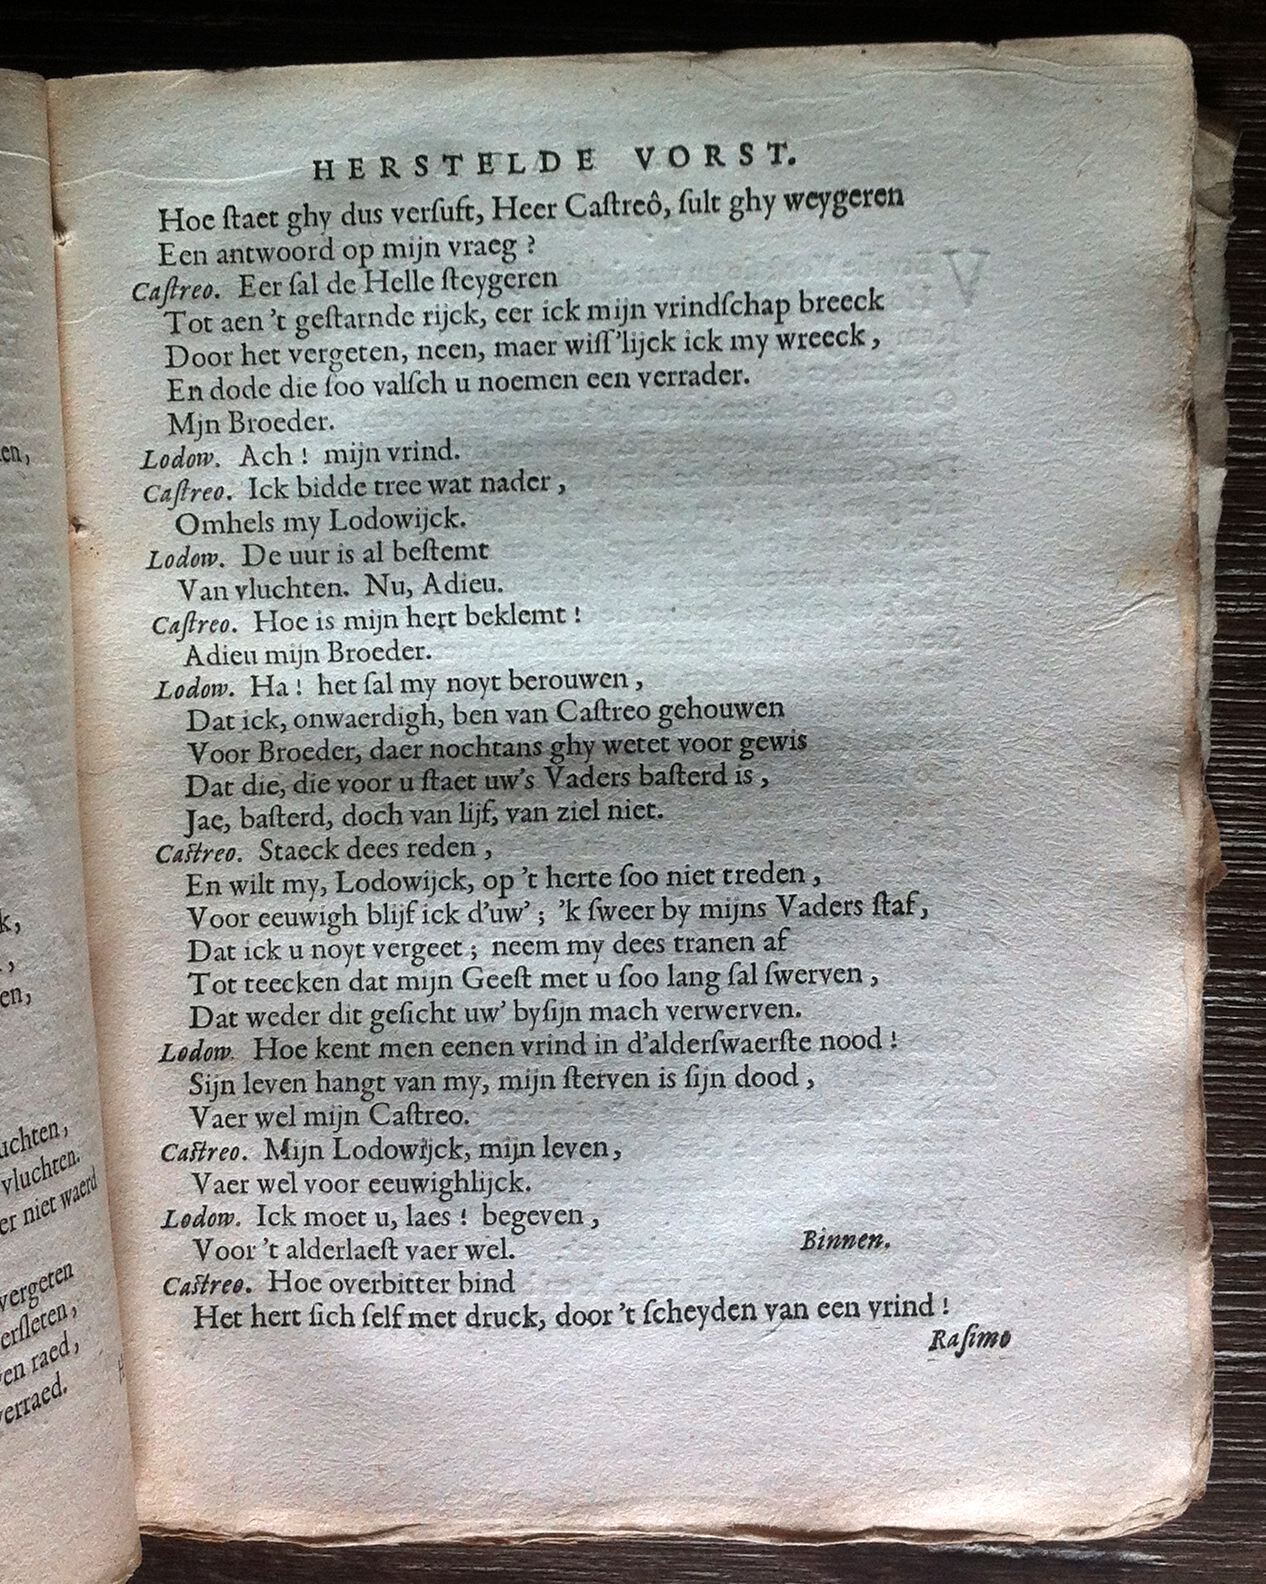 HERSTELDE VORST.
Hoe ſtaet ghy dus verſuft, Heer Caſtreô, ſult ghy weygeren
Een antwoord op mijn vraeg ?
Caſtreo. Eer ſal de Helle ſteygeren
Tot aen 't geſtarnde rijck, eer ick mijn vrindſchap breeck
Door het vergeten, neen, maer wiſſ'lijck ick my wreeck,
En dode die ſoo valſch u noemen een verrader.
Mjn Broeder.
Lodow. Ach ! mijn vrind.
Caſtreo. Ick bidde tree wat nader,
Omhels my Lodowijck.
Lodow. De uur is al beſtemt
Van vluchten. Nu, Adieu.
Caſtreo. Hoe is mijn hert beklemt !
Adieu mijn Broeder.
Lodow. Ha ! het ſal my noyt berouwen,
Dat ick, onwaerdigh, ben van Caſtreo gehouwen
Voor Broeder, daer nochtans ghy wetet voor gewis
Dat die, die voor u ſtaet uw's Vaders baſterd is,
Jae, baſterd, doch van lijf, van ziel niet.
Caſtreo. Staeck dees reden,
En wilt my, Lodowijck, op 't herte ſoo niet treden,
Voor eeuwigh blijf ick d'uw' ; 'k ſweer by mijns Vaders ſtaf,
Dat ick u noyt vergeet ; neem my dees tranen af
Tot teecken dat mijn Geeſt met u ſoo lang ſal ſwerven,
Dat weder dit geſicht uw' byſijn mach verwerven.
Lodow. Hoe kent men eenen vrind in d'alderſwaerſte nood !
Sijn leven hangt van my, mijn ſterven is ſijn dood,
Vaer wel mijn Caſtreo.
Caſtreo. Mijn Lodowijck, mijn leven,
Vaer wel voor eeuwighlijck.
Lodow. Ick moet u, laes ! begeven,
Voor 't alderlaeſt vaer wel. Binnen.
Caſtreo. Hoe overbitter bind
Het hert ſich ſelf met druck, door 't ſcheyden van een vrind !
Raſimo